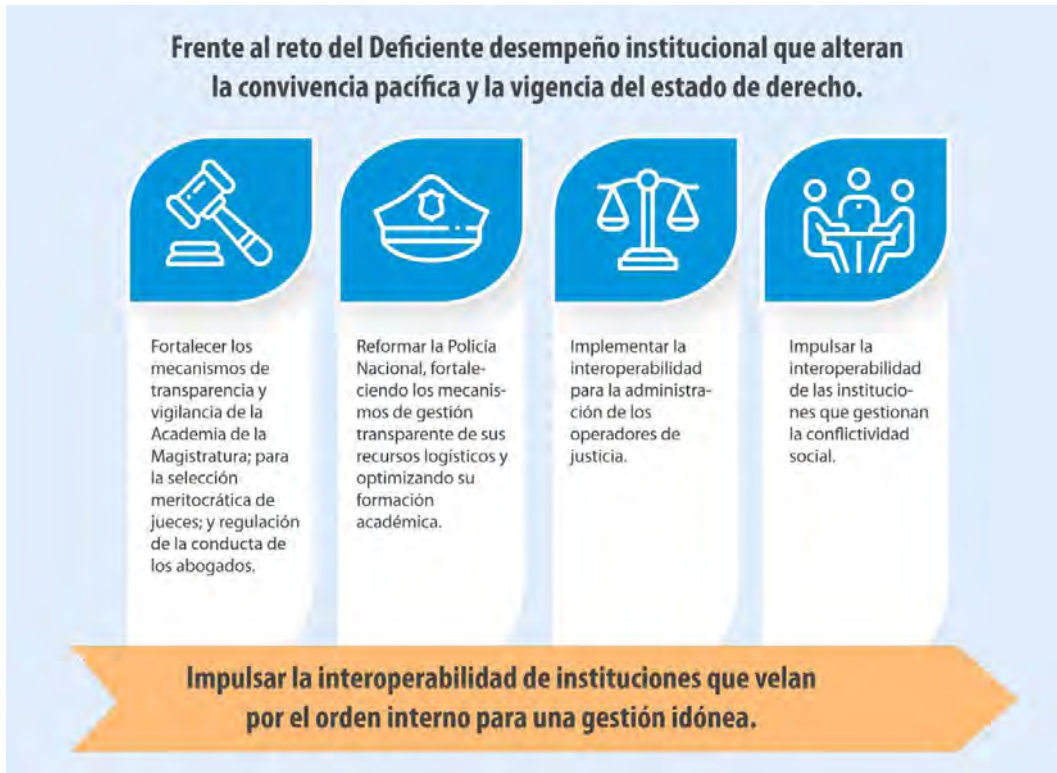 Frente al reto del Deficiente desempeño institucional que alteran
la convivencia pacífica y la vigencia del estado de derecho.
Fortalecer los
mecanismos de
transparencia y
vigilancia de la
Academia de la
Magistratura; para
la selección
meritocrática de
jueces; y regulación
de la conducta de
los abogados.
Reformar la Policía
Nacional, fortale-
ciendo los mecanis-
mos de gestión
transparente de sus
recursos logísticos y
optimizando su
formación
académica.
Implementar la
interoperabilidad
para la administra-
ción de los
operadores de
justicia.
Impulsar la
interoperabilidad
de las institucio-
nes que gestionan
la conflictividad
social.
Impulsar la interoperabilidad de instituciones que velan
por el orden interno para una gestión idónea.